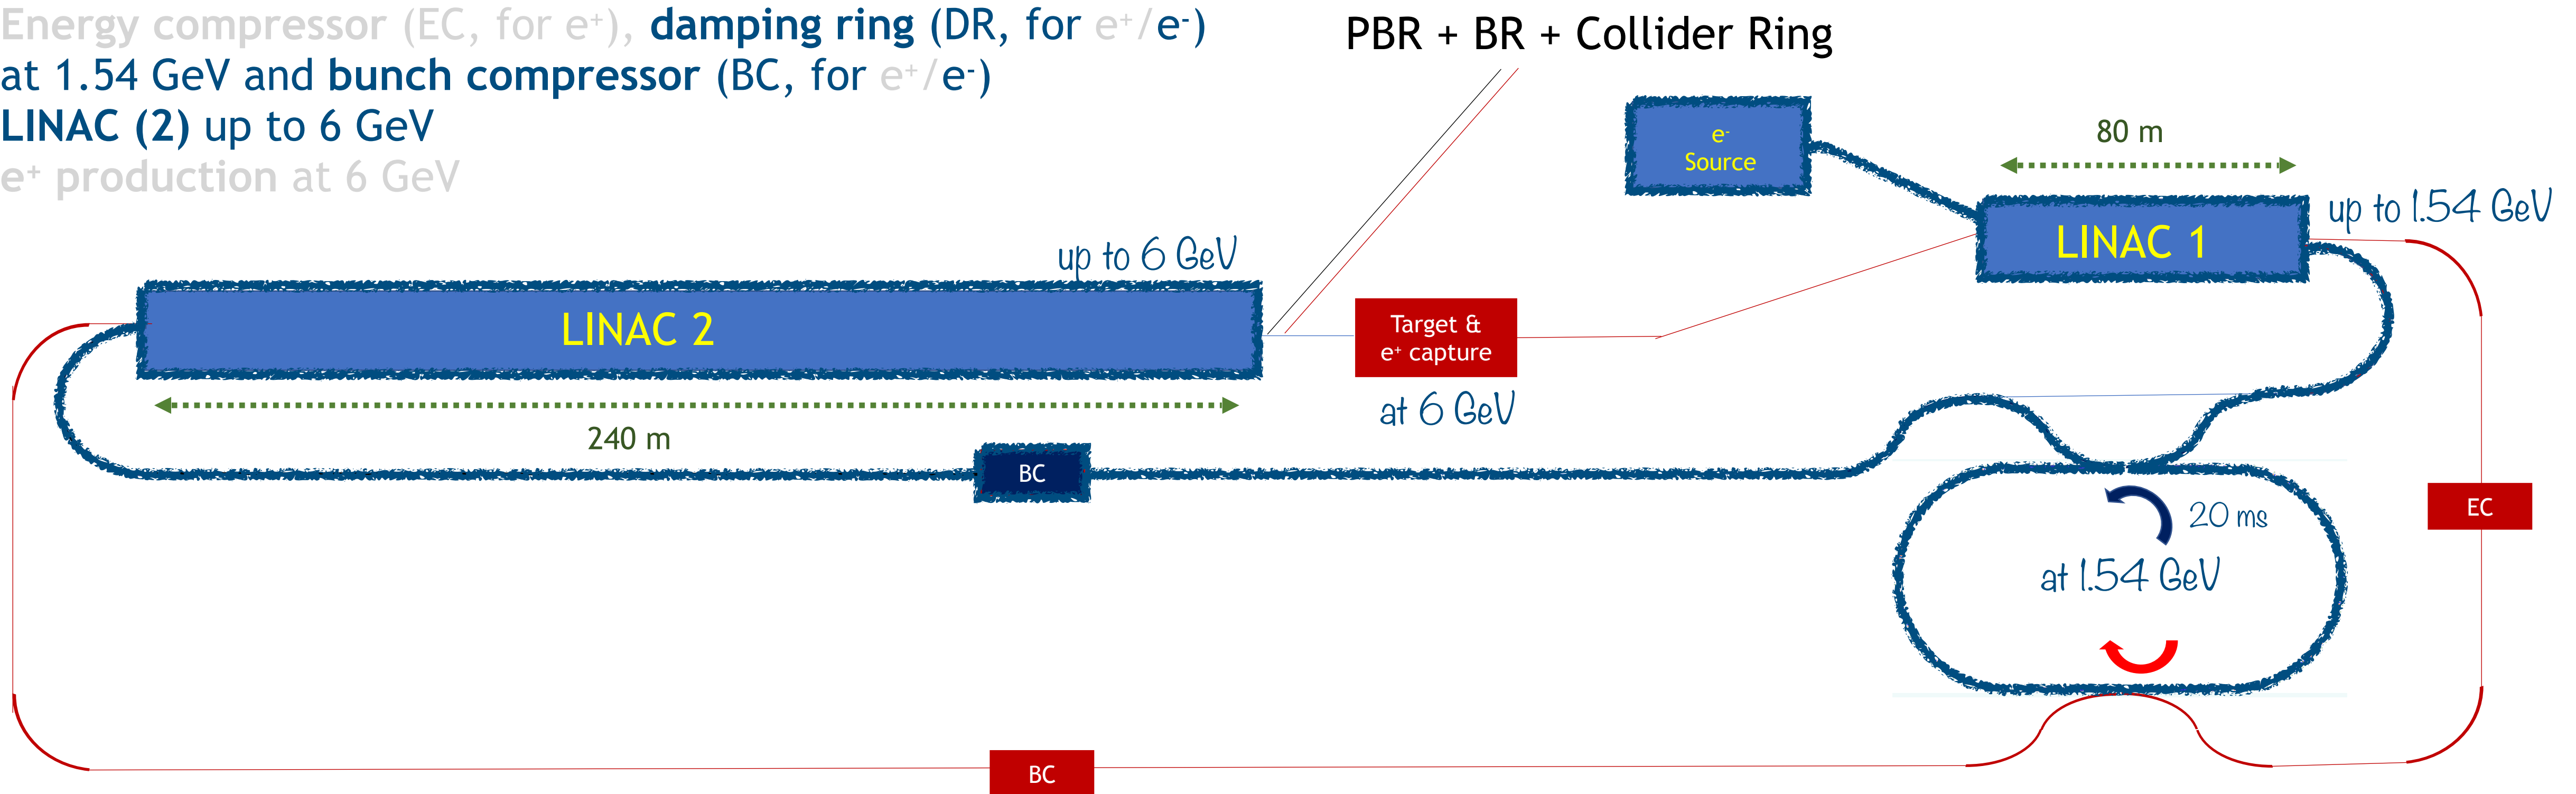 Energy compressor (EC, for e⁺), damping ring (DR, for e⁺/e⁻)
at 1.54 GeV and bunch compressor (BC, for e⁺/e⁻)
LINAC (2) up to 6 GeV
e⁺ production at 6 GeV
PBR + BR + Collider Ring
e⁻
Source
80 m
up to 1.54 GeV
LINAC 1
up to 6 GeV
LINAC 2
Target &
e⁺ capture
at 6 GeV
240 m
BC
20 ms
EC
at 1.54 GeV
BC